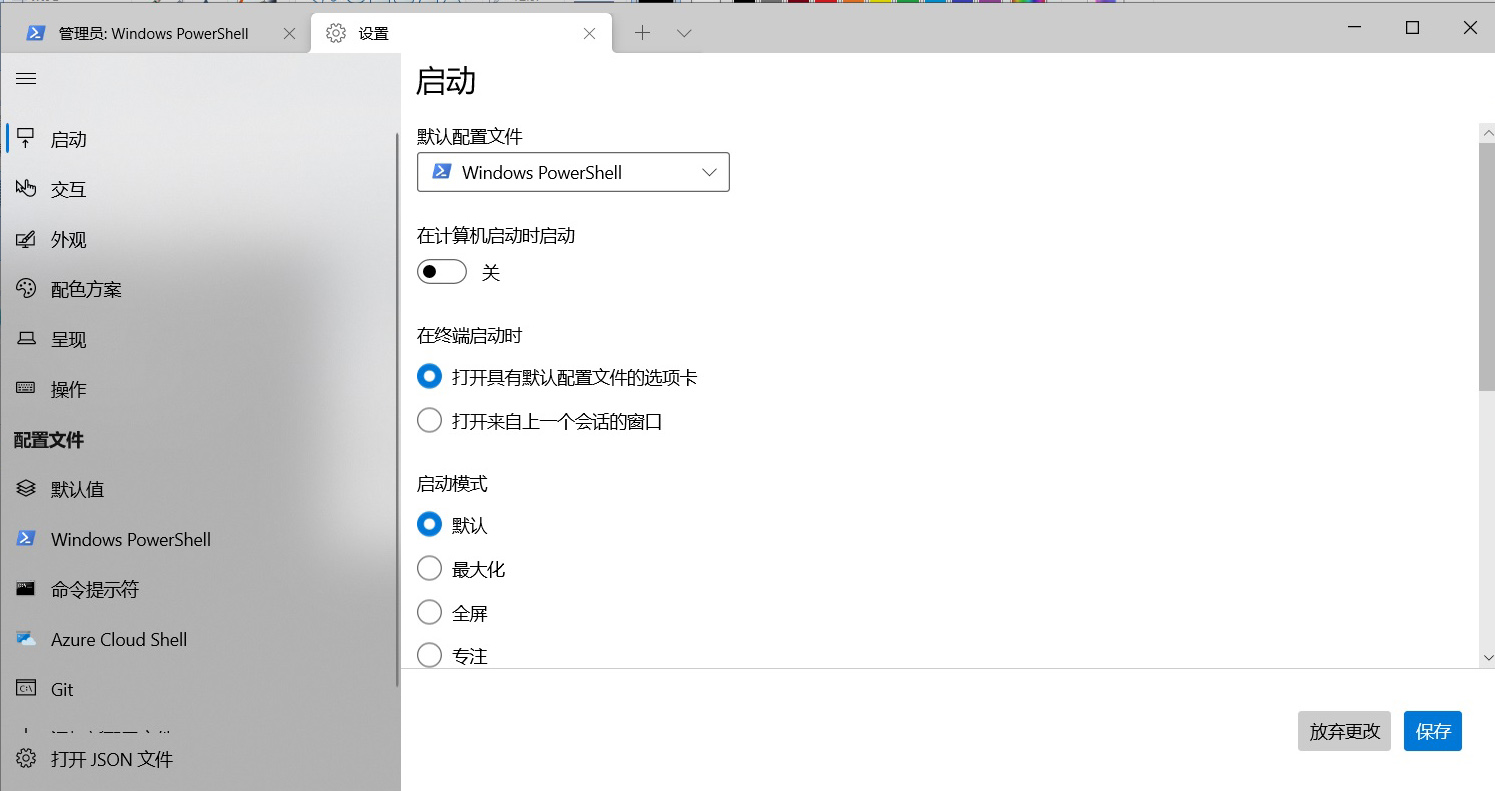 管理员: Windows PowerShell
设置
启动
交互
外观
配色方案
呈现
操作
配置文件
默认值
Windows PowerShell
命令提示符
Azure Cloud Shell
Git
打开 JSON 文件
启动
默认配置文件
Windows PowerShell
在计算机启动时启动
关
在终端启动时
打开具有默认配置文件的选项卡
打开来自上一个会话的窗口
启动模式
默认
最大化
全屏
专注
放弃更改
保存